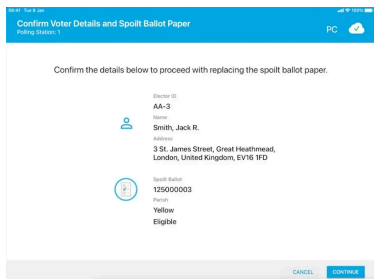 09:41 Tue 9 Jan
100%
Confirm Voter Details and Spoilt Ballot Paper
Polling Station: 1
PC
Confirm the details below to proceed with replacing the spoilt ballot paper.
Elector ID
AA-3
Name
Smith, Jack R.
Address
3 St. James Street, Great Heathmead,
London, United Kingdom, EV16 1FD
Spoilt Ballot
125000003
Parish
Yellow
Eligible
CANCEL
CONTINUE